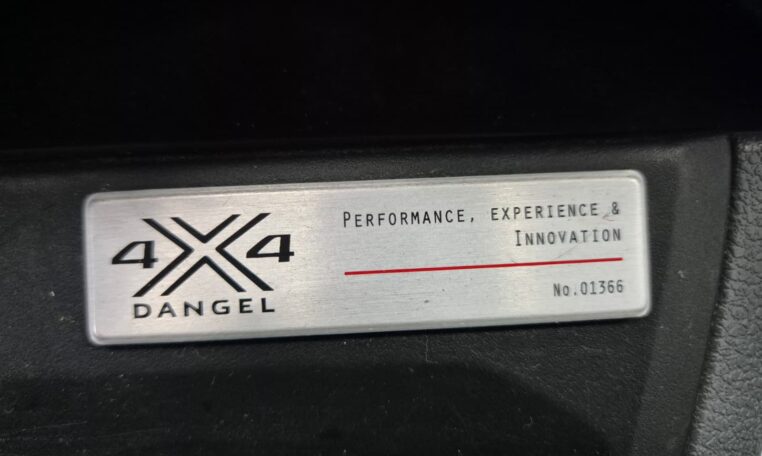 4X4
DANGEL
PERFORMANCE, EXPERIENCE &
INNOVATION
No.01366